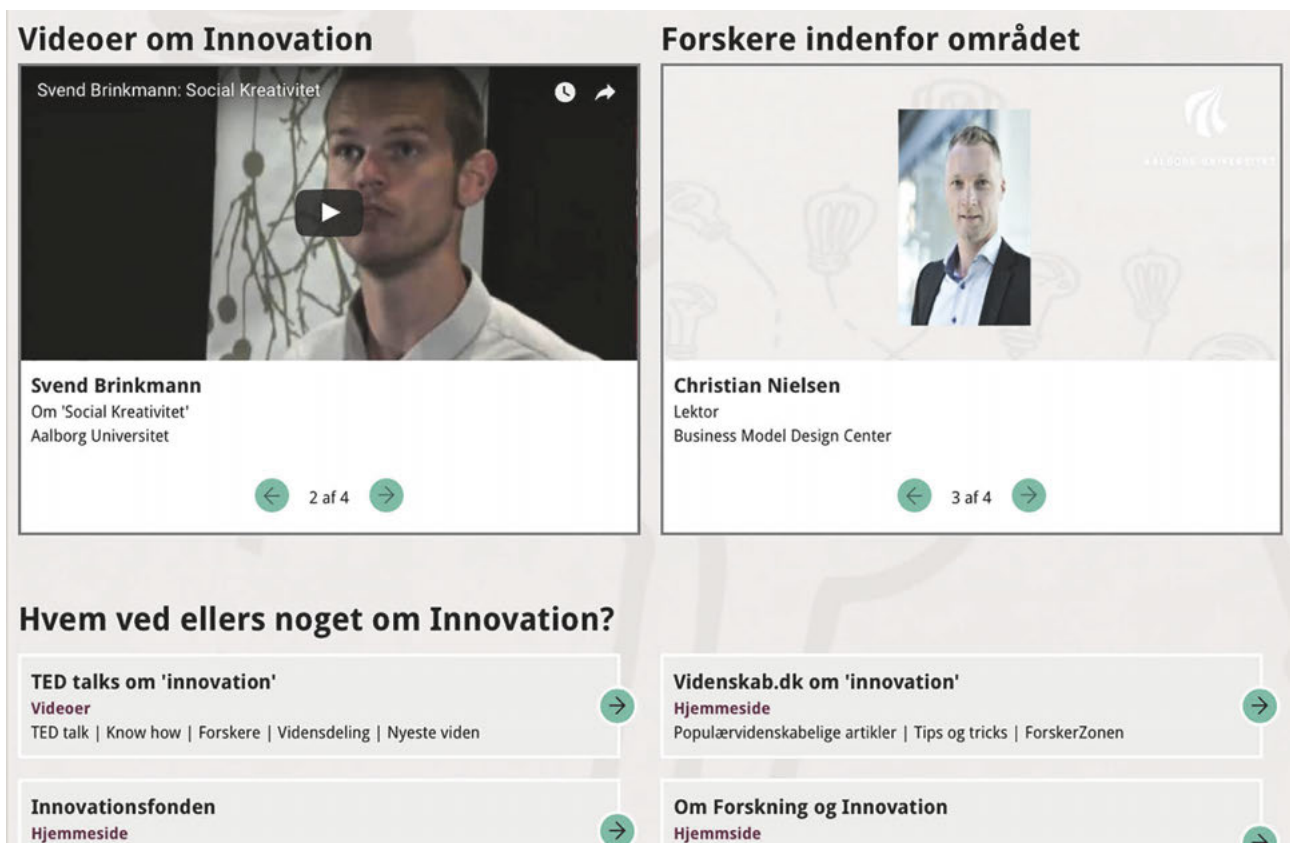 Videoer om Innovation
Svend Brinkmann: Social Kreativitet
Svend Brinkmann
Om 'Social Kreativitet'
Aalborg Universitet
2 af 4
Forskere indenfor området
AALBORG UNIVERSITET
Christian Nielsen
Lektor
Business Model Design Center
3 af 4
Hvem ved ellers noget om Innovation?
TED talks om 'innovation'
Videoer
TED talk | Know how | Forskere | Vidensdeling | Nyeste viden
Videnskab.dk om 'innovation'
Hjemmeside
Populærvidenskabelige artikler | Tips og tricks | ForskerZonen
Innovationsfonden
Hjemmeside
Om Forskning og Innovation
Hjemmside